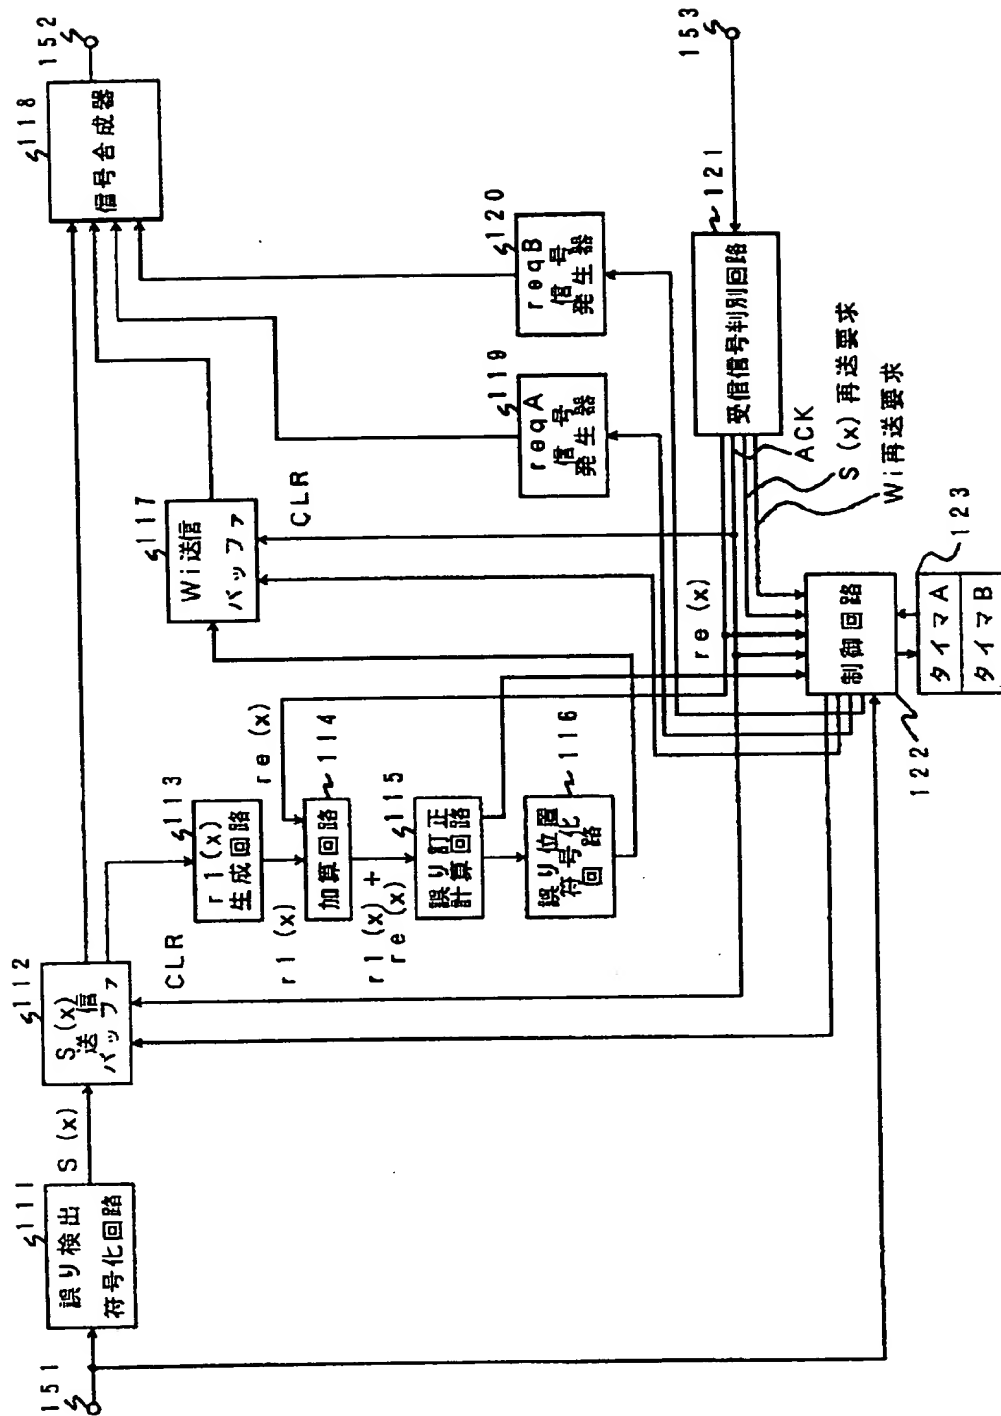 151
111
誤り検出
符号化回路
S(x)
112
S(x)
送信
バッファ
CLR
113
r1(x)
生成回路
r1(x)
re(x)
114
加算回路
r1(x)+
re(x)
115
誤り訂正
計算回路
116
誤り位置
符号化
回路
117
Wi送信
バッファ
CLR
118
信号合成器
152
119
reqA
信号
発生器
120
reqB
信号
発生器
153
121
受信信号判別回路
re(x)
ACK
S(x)再送要求
Wi再送要求
122
制御回路
123
タイマA
タイマB